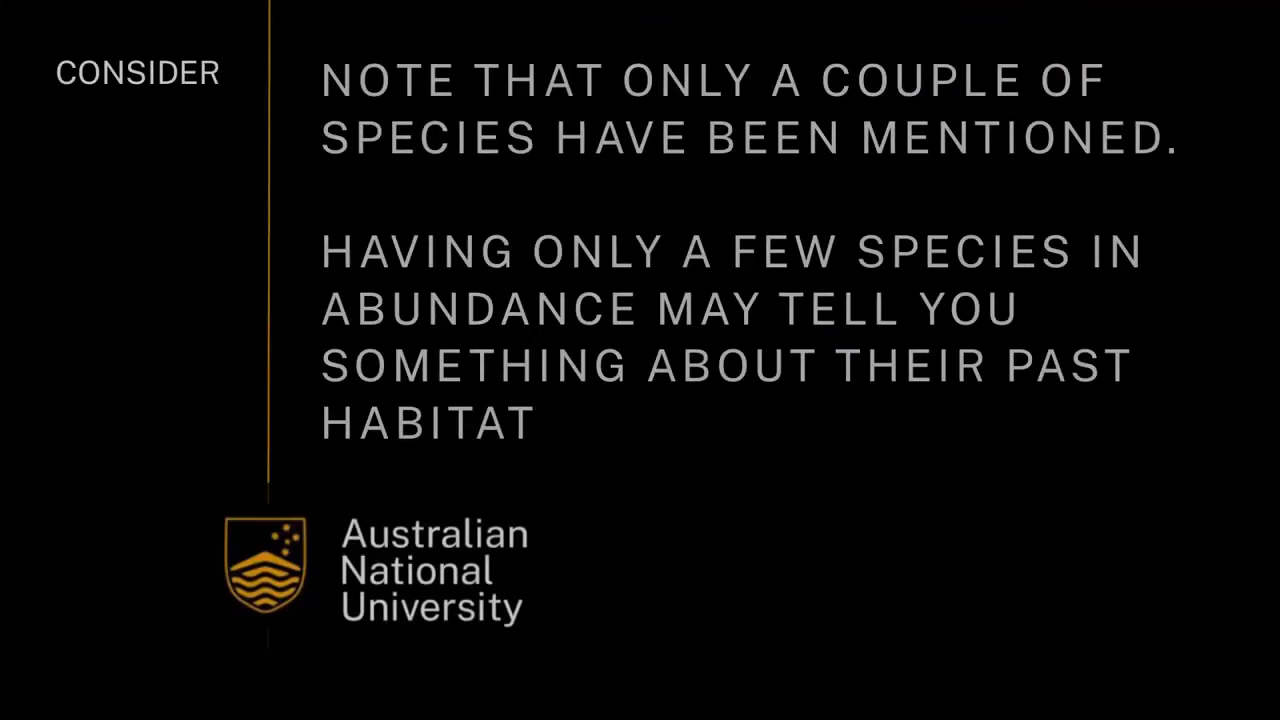 CONSIDER
NOTE THAT ONLY A COUPLE OF
SPECIES HAVE BEEN MENTIONED.
HAVING ONLY A FEW SPECIES IN
ABUNDANCE MAY TELL YOU
SOMETHING ABOUT THEIR PAST
HABITAT
Australian
National
University